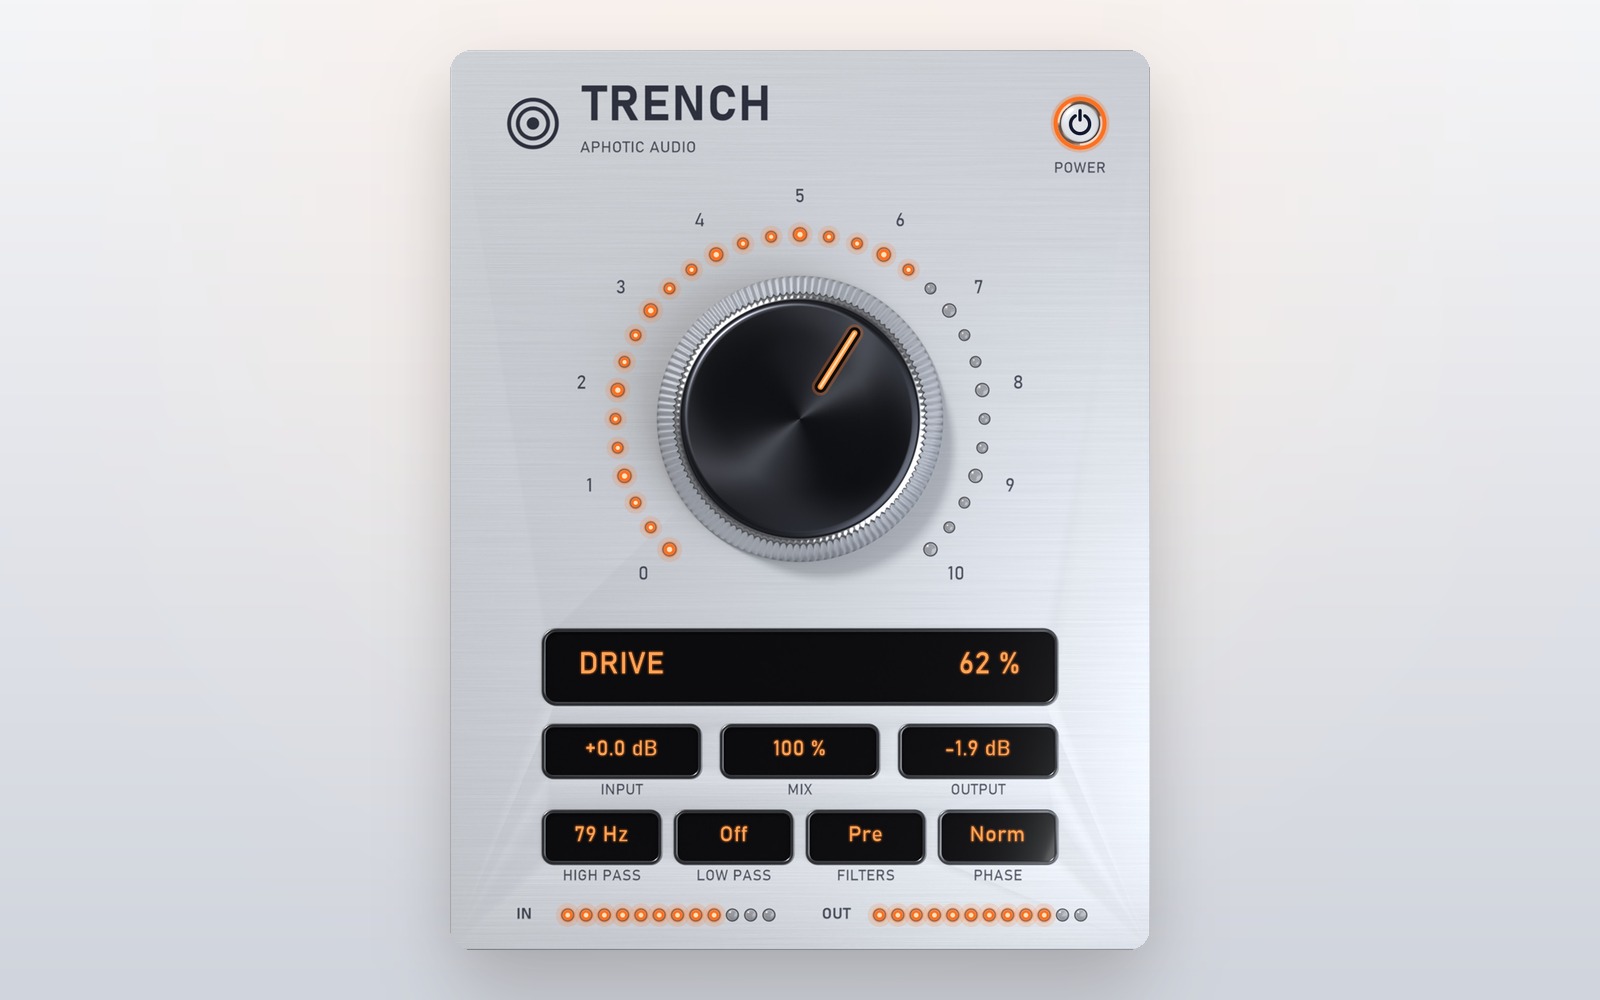 TRENCH
APHOTIC AUDIO
POWER
5
4
6
3
7
2
8
1
9
0
10
DRIVE 62 %
+0.0 dB 100 % -1.9 dB
INPUT MIX OUTPUT
79 Hz Off Pre Norm
HIGH PASS LOW PASS FILTERS PHASE
IN OUT